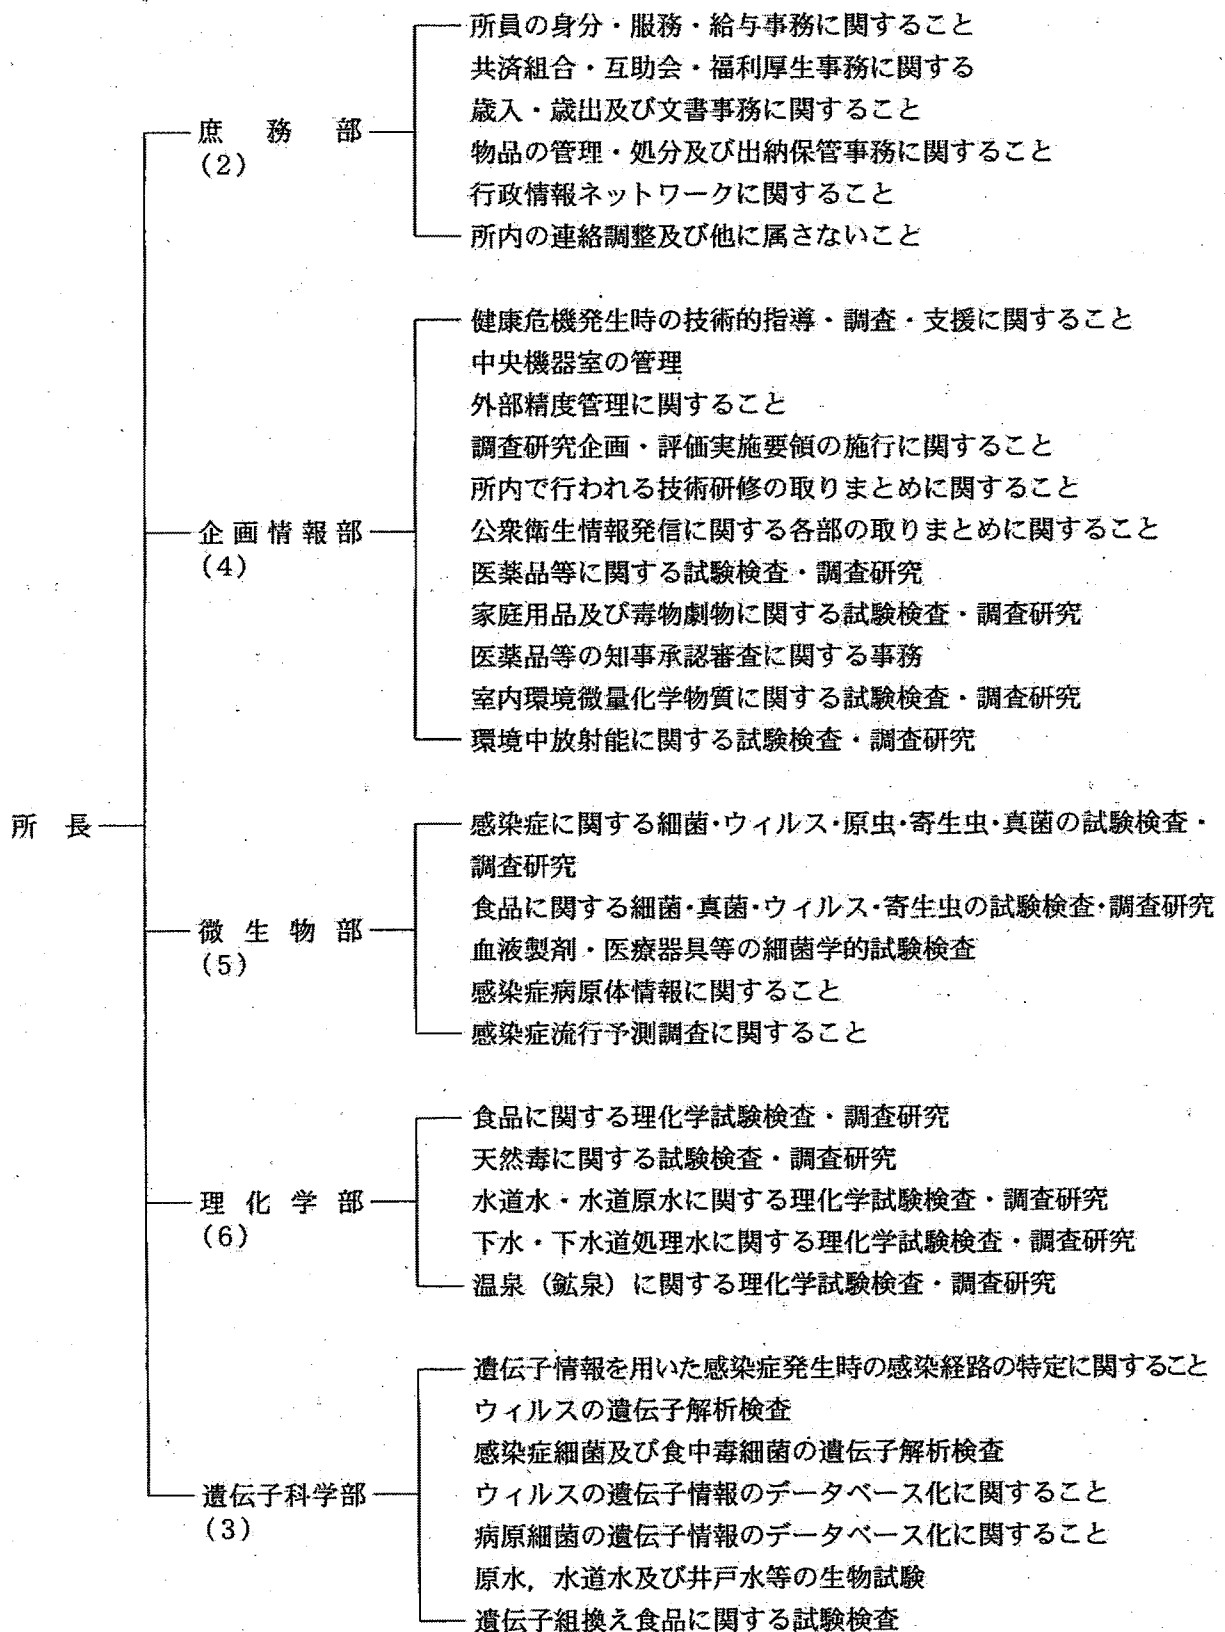 所長
庶務部
(2)
所員の身分・服務・給与事務に関すること
共済組合・互助会・福利厚生事務に関する
歳入・歳出及び文書事務に関すること
物品の管理・処分及び出納保管事務に関すること
行政情報ネットワークに関すること
所内の連絡調整及び他に属さないこと
企画情報部
(4)
健康危機発生時の技術的指導・調査・支援に関すること
中央機器室の管理
外部精度管理に関すること
調査研究企画・評価実施要領の施行に関すること
所内で行われる技術研修の取りまとめに関すること
公衆衛生情報発信に関する各部の取りまとめに関すること
医薬品等に関する試験検査・調査研究
家庭用品及び毒物劇物に関する試験検査・調査研究
医薬品等の知事承認審査に関する事務
室内環境微量化学物質に関する試験検査・調査研究
環境中放射能に関する試験検査・調査研究
微生物部
(5)
感染症に関する細菌・ウィルス・原虫・寄生虫・真菌の試験検査・
調査研究
食品に関する細菌・真菌・ウィルス・寄生虫の試験検査・調査研究
血液製剤・医療器具等の細菌学的試験検査
感染症病原体情報に関すること
感染症流行予測調査に関すること
理化学部
(6)
食品に関する理化学試験検査・調査研究
天然毒に関する試験検査・調査研究
水道水・水道原水に関する理化学試験検査・調査研究
下水・下水道処理水に関する理化学試験検査・調査研究
温泉（鉱泉）に関する理化学試験検査・調査研究
遺伝子科学部
(3)
遺伝子情報を用いた感染症発生時の感染経路の特定に関すること
ウィルスの遺伝子解析検査
感染症細菌及び食中毒細菌の遺伝子解析検査
ウィルスの遺伝子情報のデータベース化に関すること
病原細菌の遺伝子情報のデータベース化に関すること
原水，水道水及び井戸水等の生物試験
遺伝子組換え食品に関する試験検査